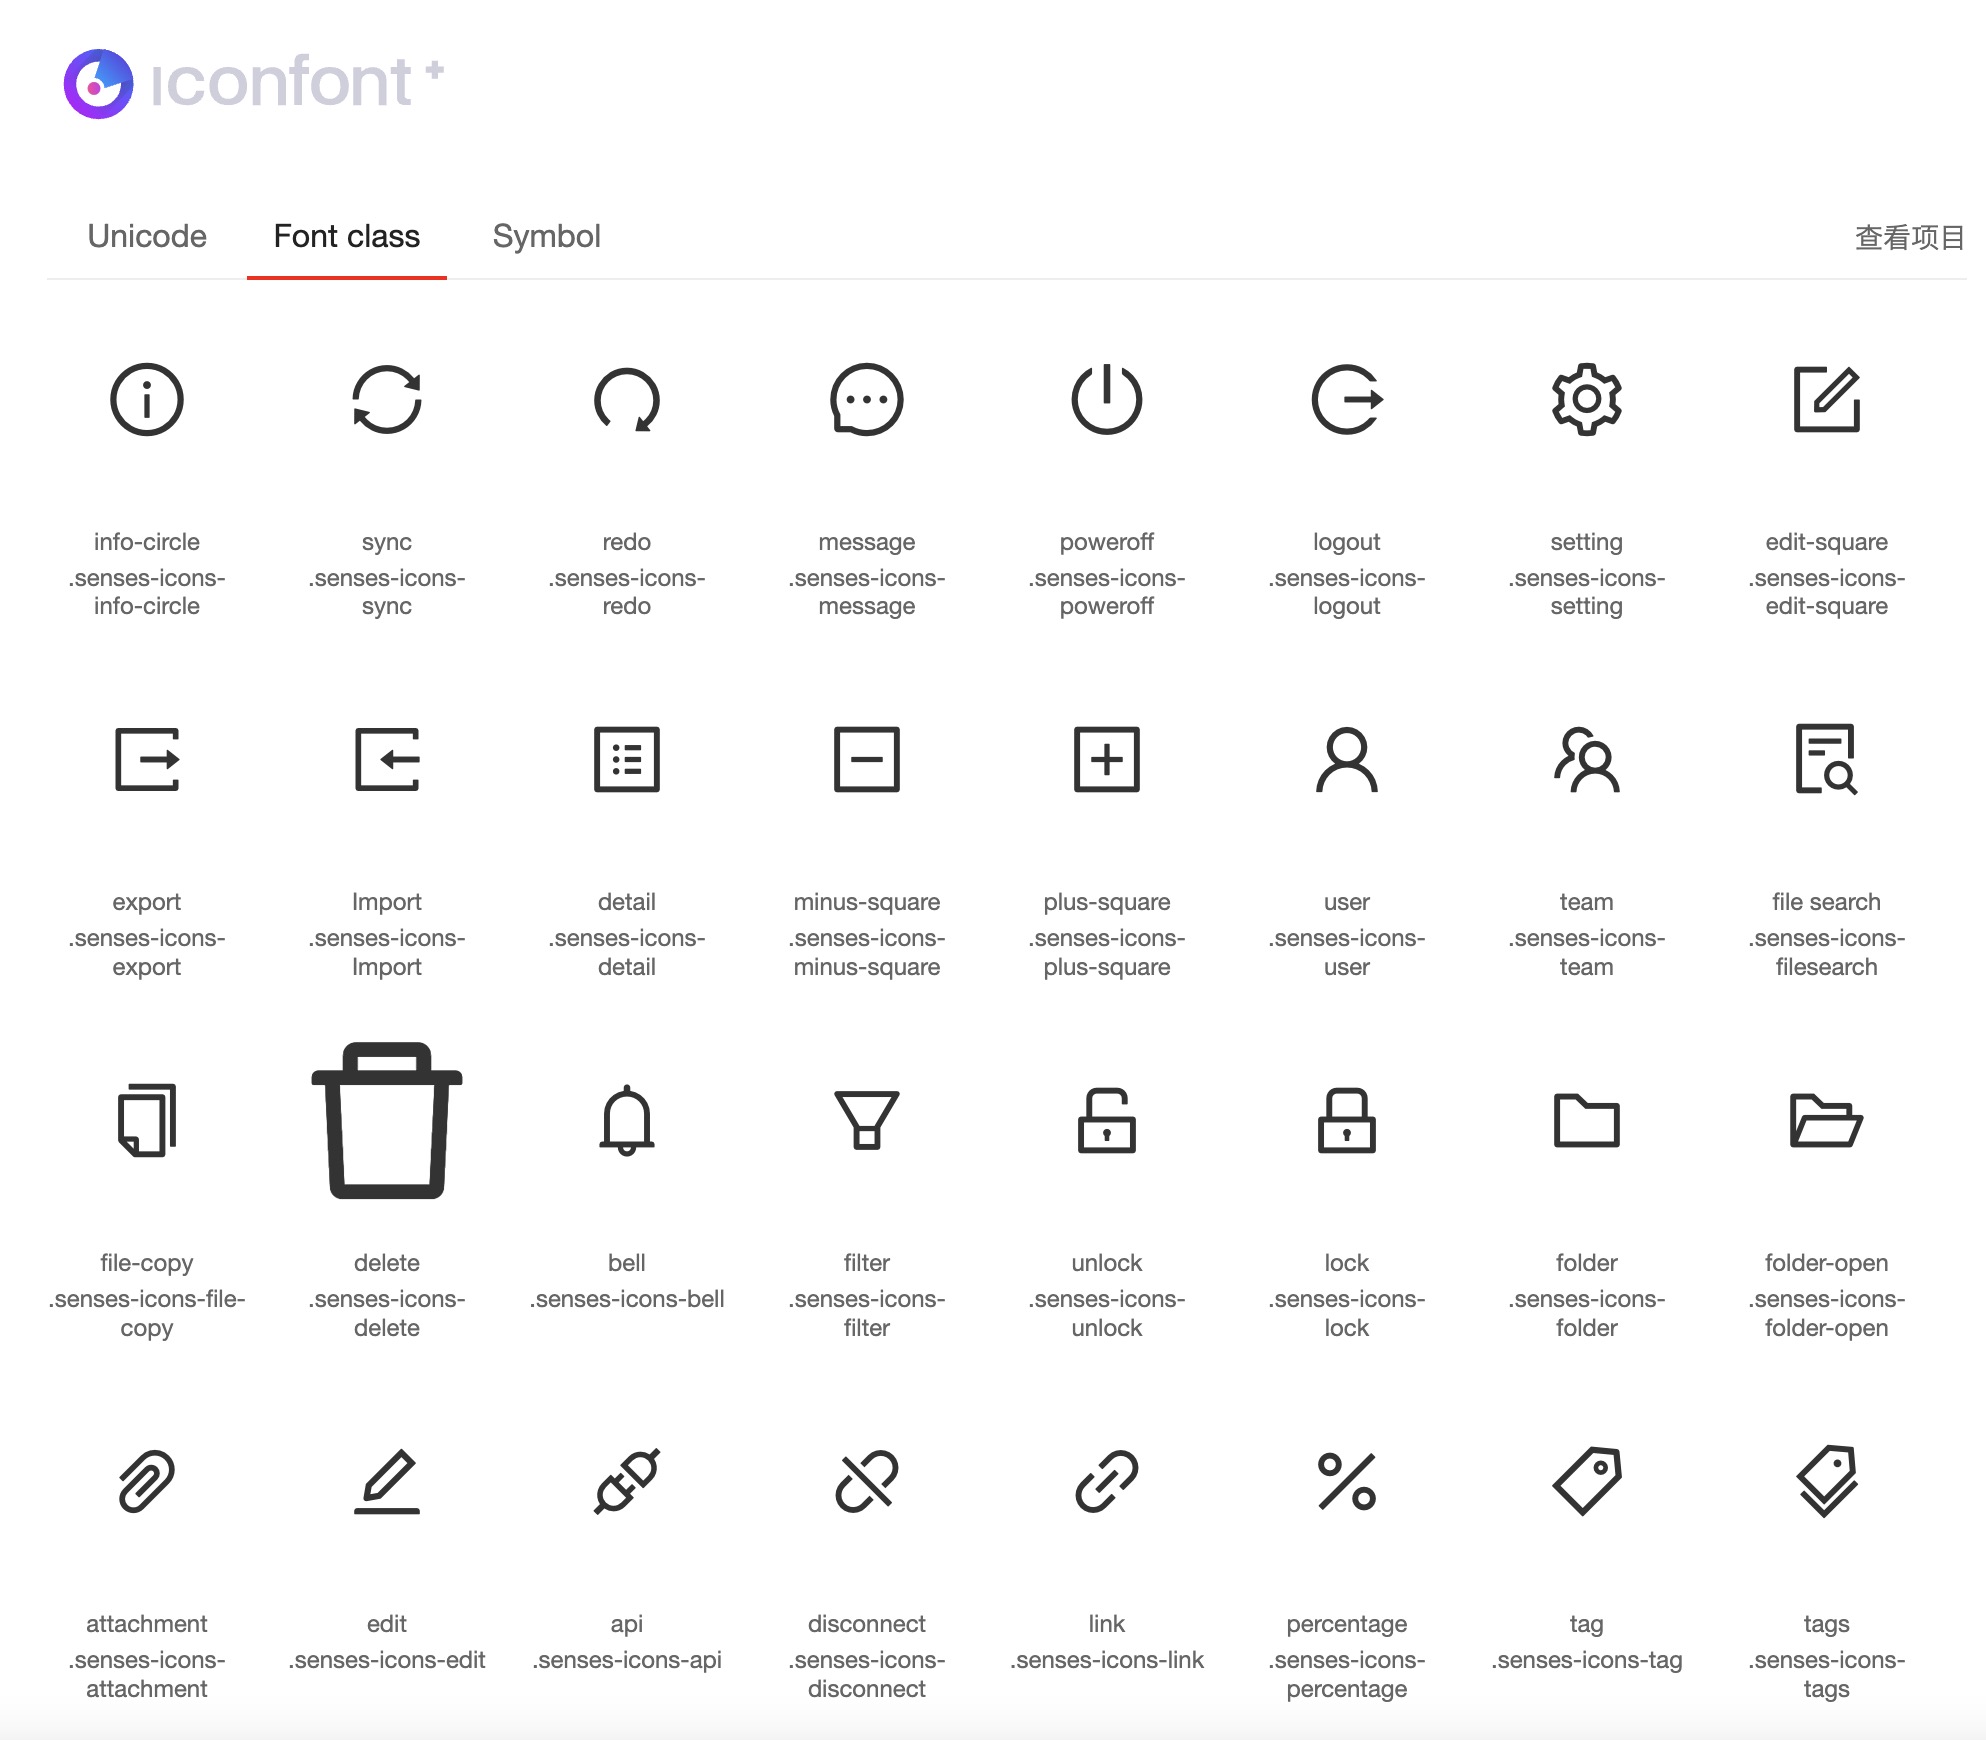 iconfont+
Unicode Font class Symbol 查看项目
info-circle sync redo message poweroff logout setting edit-square
.senses-icons- .senses-icons- .senses-icons- .senses-icons- .senses-icons- .senses-icons- .senses-icons- .senses-icons-
info-circle sync redo message poweroff logout setting edit-square
export Import detail minus-square plus-square user team file search
.senses-icons- .senses-icons- .senses-icons- .senses-icons- .senses-icons- .senses-icons- .senses-icons- .senses-icons-
export Import detail minus-square plus-square user team filesearch
file-copy delete bell filter unlock lock folder folder-open
.senses-icons-file- .senses-icons- .senses-icons-bell .senses-icons- .senses-icons- .senses-icons- .senses-icons- .senses-icons-
copy delete filter unlock lock folder folder-open
attachment edit api disconnect link percentage tag tags
.senses-icons- .senses-icons-edit .senses-icons-api .senses-icons- .senses-icons-link .senses-icons- .senses-icons-tag .senses-icons-
attachment disconnect percentage tags